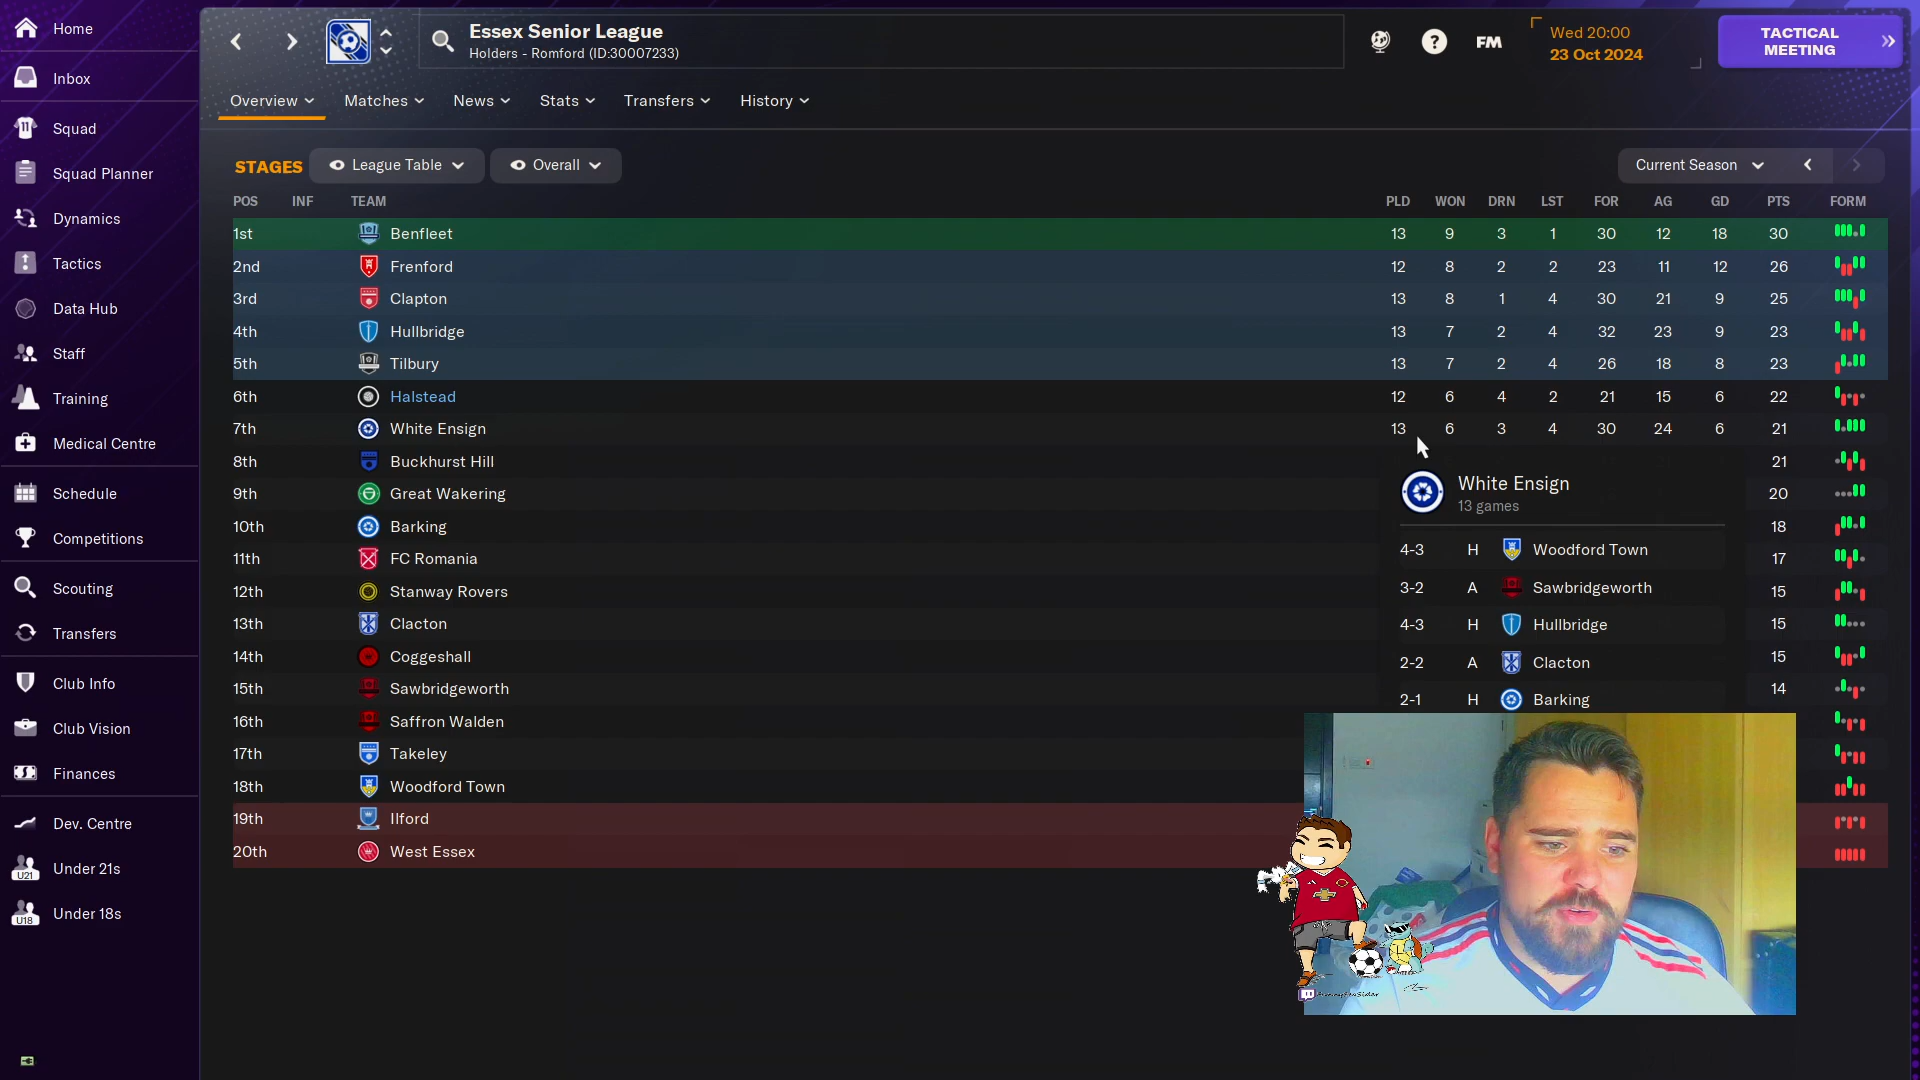 Home
Inbox
Squad
Squad Planner
Dynamics
Tactics
Data Hub
Staff
Training
Medical Centre
Schedule
Competitions
Scouting
Transfers
Club Info
Club Vision
Finances
Dev. Centre
U21 Under 21s
U18 Under 18s
Essex Senior League
Holders - Romford (ID:30007233)
? FM
Wed 20:00
23 Oct 2024
TACTICAL
MEETING
Overview Matches News Stats Transfers History
STAGES League Table Overall Current Season
POS INF TEAM PLD WON DRN LST FOR AG GD PTS FORM
1st Benfleet 13 9 3 1 30 12 18 30
2nd Frenford 12 8 2 2 23 11 12 26
3rd Clapton 13 8 1 4 30 21 9 25
4th Hullbridge 13 7 2 4 32 23 9 23
5th Tilbury 13 7 2 4 26 18 8 23
6th Halstead 12 6 4 2 21 15 6 22
7th White Ensign 13 6 3 4 30 24 6 21
8th Buckhurst Hill 21
9th Great Wakering 20
10th Barking 18
11th FC Romania 17
12th Stanway Rovers 15
13th Clacton 15
14th Coggeshall 15
15th Sawbridgeworth 14
16th Saffron Walden
17th Takeley
18th Woodford Town
19th Ilford
20th West Essex
White Ensign
13 games
4-3 H Woodford Town
3-2 A Sawbridgeworth
4-3 H Hullbridge
2-2 A Clacton
2-1 H Barking